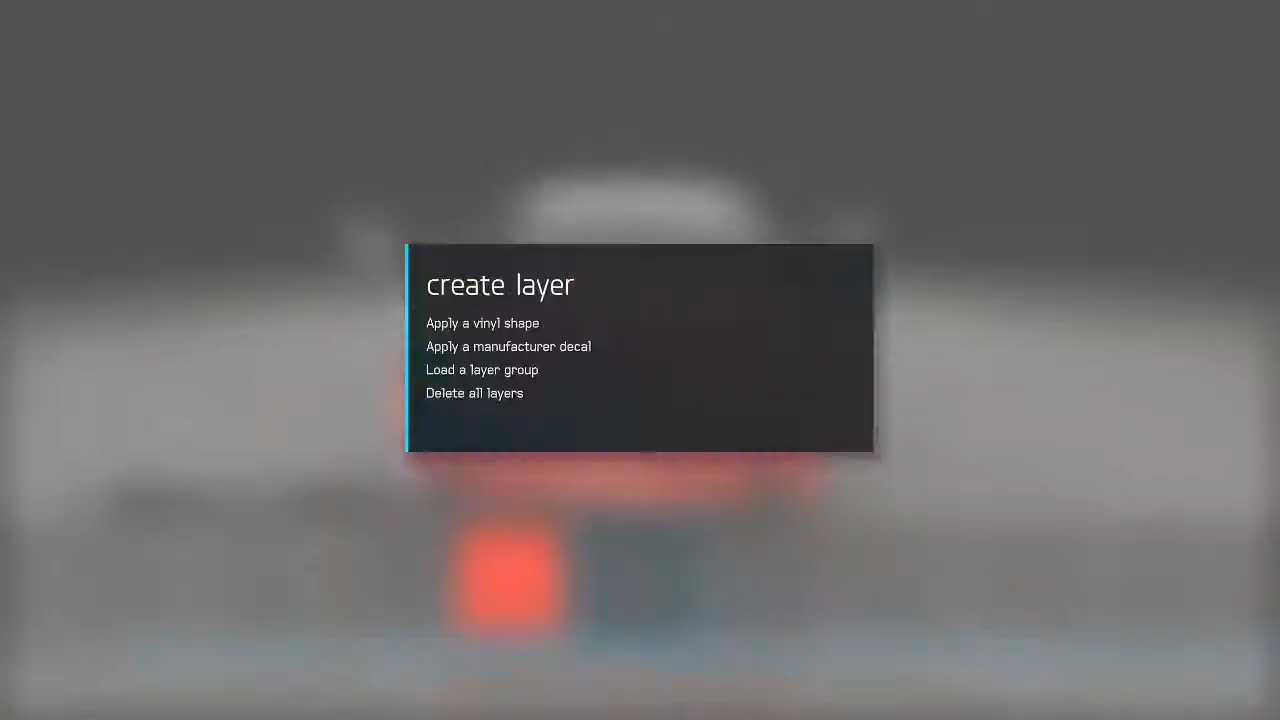 create layer
Apply a vinyl shape
Apply a manufacturer decal
Load a layer group
Delete all layers